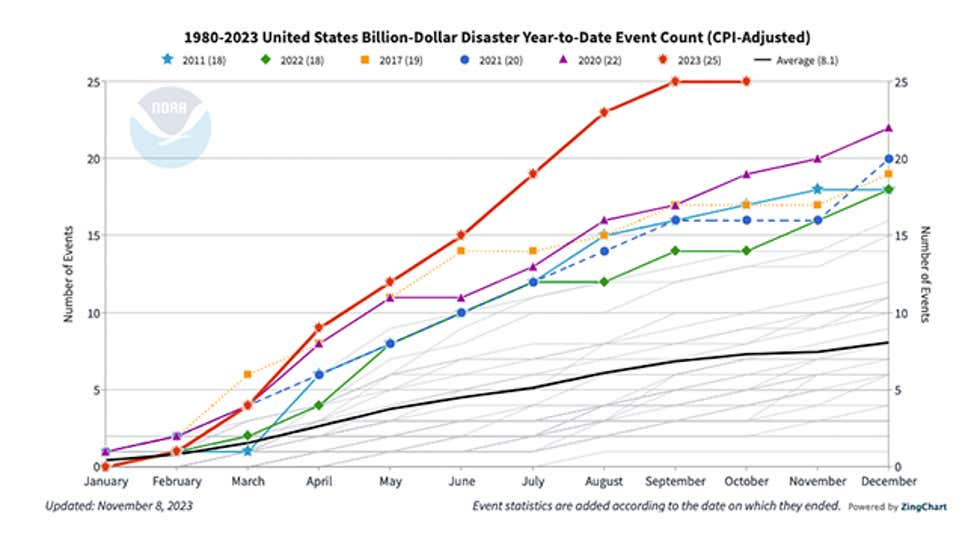 1980-2023 United States Billion-Dollar Disaster Year-to-Date Event Count (CPI-Adjusted)
2011 (18) 2022 (18) 2017 (19) 2021 (20) 2020 (22) 2023 (25) Average (8.1)
NOAA
Number of Events
25
20
15
10
5
0
25
20
15
10
5
0
Number of Events
January February March April May June July August September October November December
Updated: November 8, 2023
Event statistics are added according to the date on which they ended. Powered by ZingChart